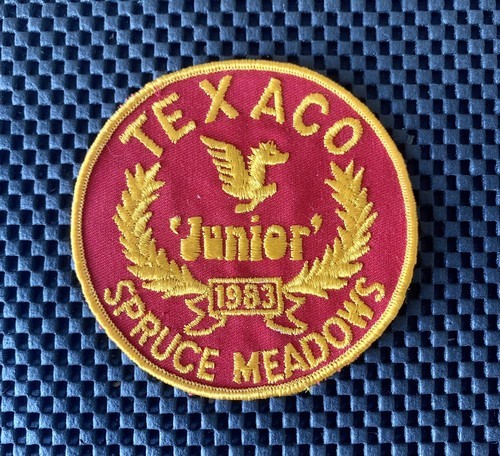 TEXACO
'Junior'
1983
SPRUCE MEADOWS